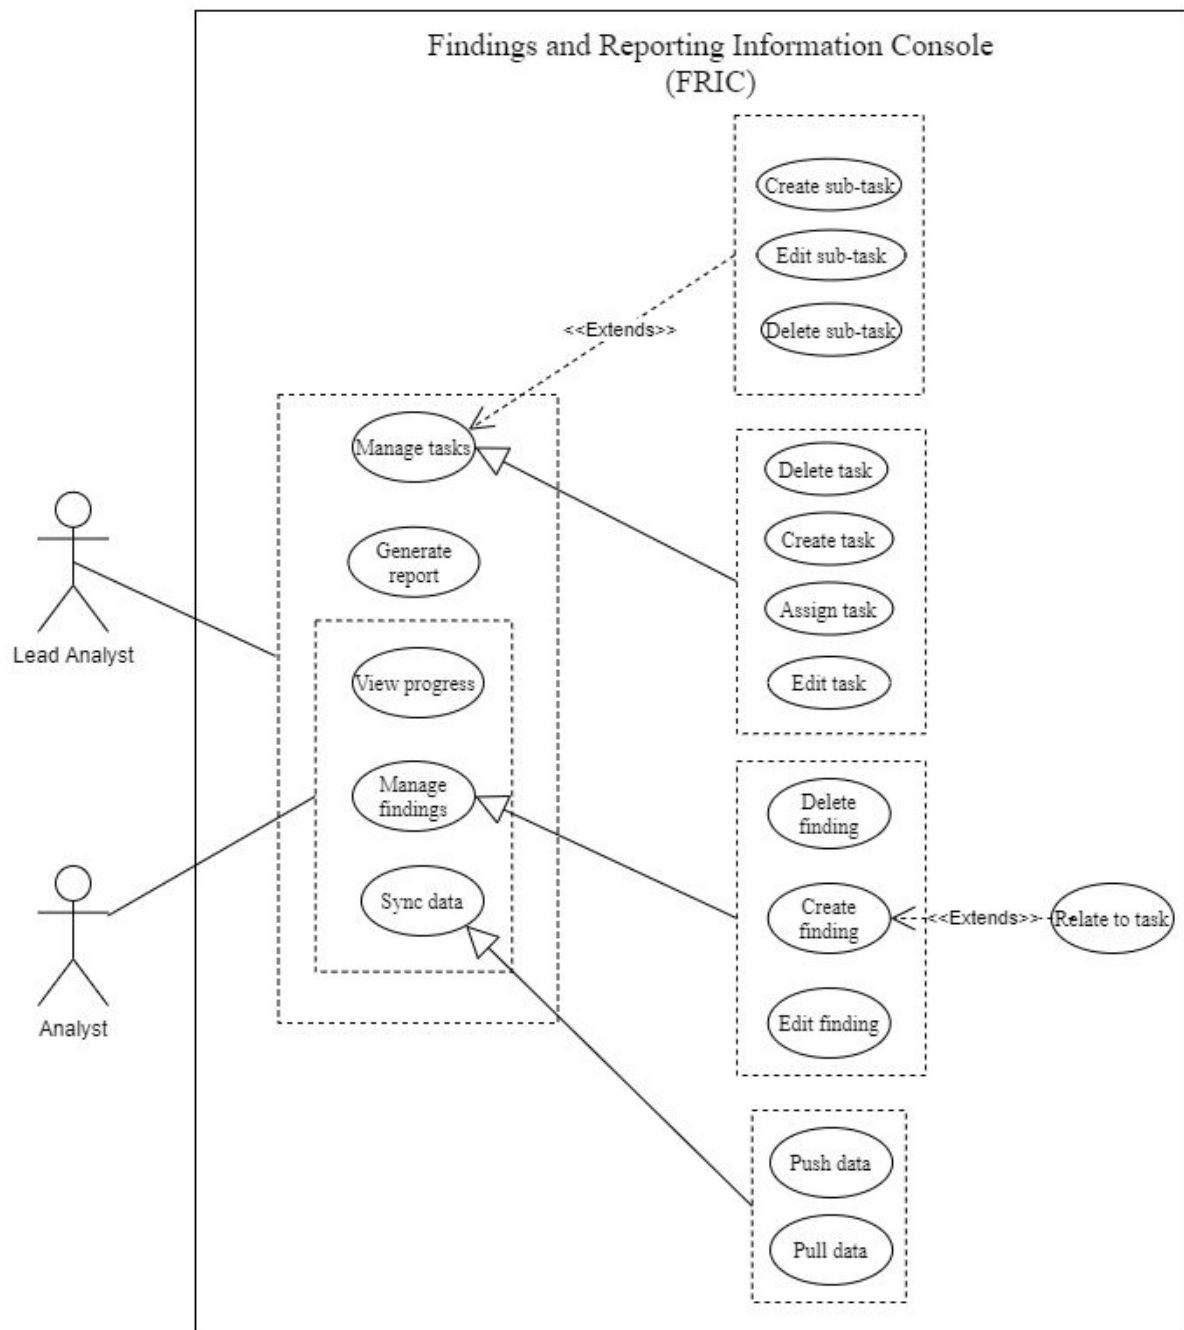 Findings and Reporting Information Console
(FRIC)
Create sub-task
Edit sub-task
Delete sub-task
<<Extends>>
Manage tasks
Delete task
Create task
Assign task
Edit task
Generate
report
Lead Analyst
View progress
Manage
findings
Sync data
Analyst
Delete
finding
Create
finding
<<Extends>>
Relate to task
Edit finding
Push data
Pull data